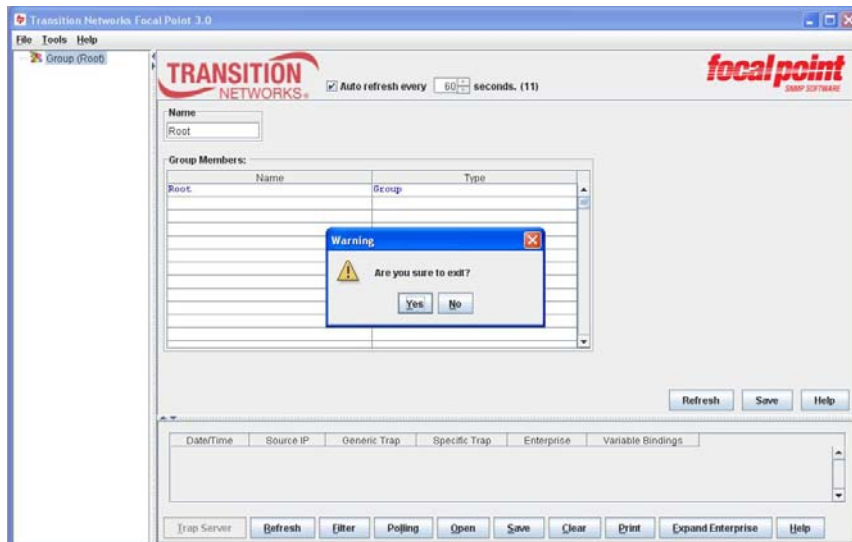 Transition Networks Focal Point 3.0
File Tools Help
Group (Root)
TRANSITION
NETWORKS®
Auto refresh every 60 seconds. (11)
focal point
SNMP SOFTWARE
Name
Root
Group Members:
Name Type
Root Group
Warning
Are you sure to exit?
Yes No
Refresh Save Help
Date/Time Source IP Generic Trap Specific Trap Enterprise Variable Bindings
Trap Server Refresh Filter Polling Open Save Clear Print Expand Enterprise Help